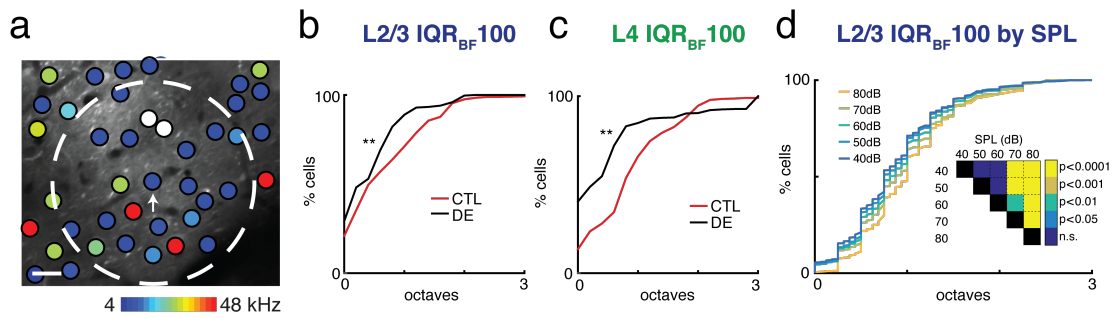 a
4 48 kHz
b
L2/3 IQRBF100
100
% cells
**
CTL
DE
0
0 3
octaves
c
L4 IQRBF100
100
% cells
**
CTL
DE
0
0 3
octaves
d
L2/3 IQRBF100 by SPL
100
% cells
80dB
70dB
60dB
50dB
40dB
SPL (dB)
40 50 60 70 80
40
50
60
70
80
p<0.0001
p<0.001
p<0.01
p<0.05
n.s.
0
0 3
octaves